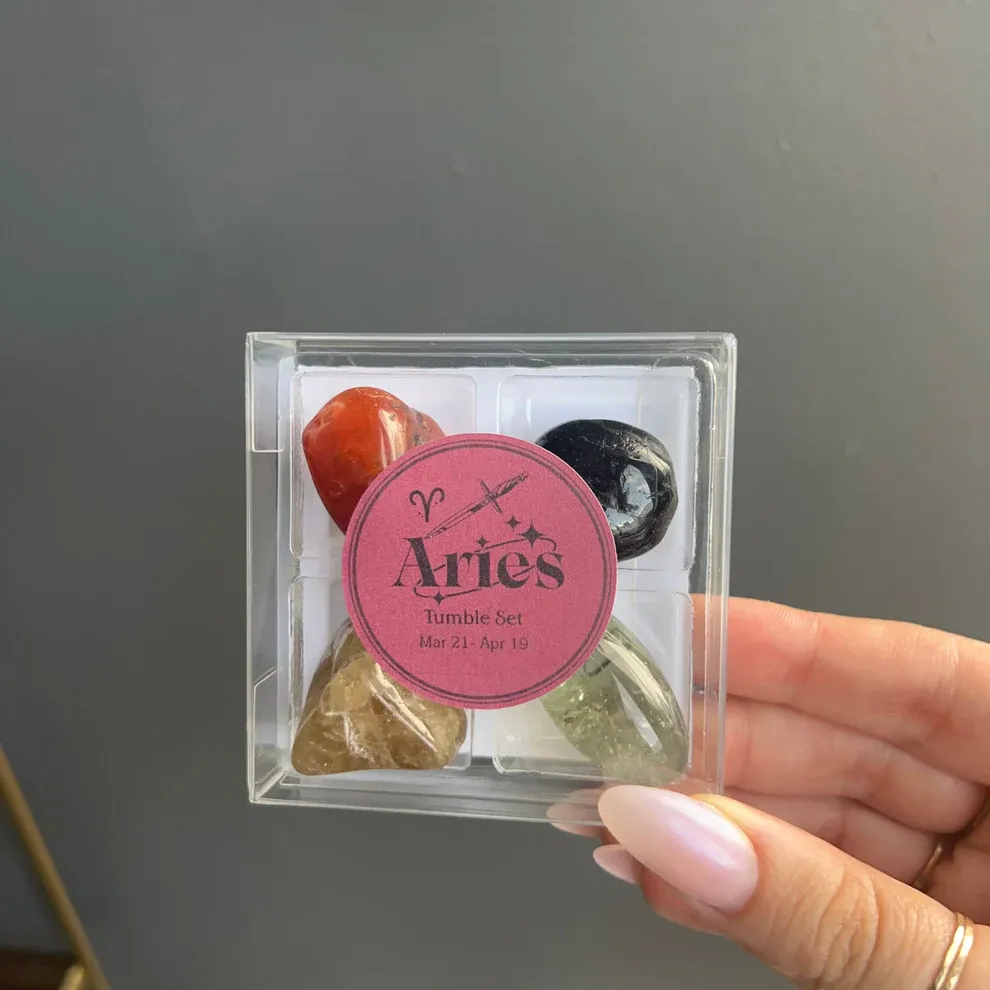 Aries
Tumble Set
Mar 21- Apr 19